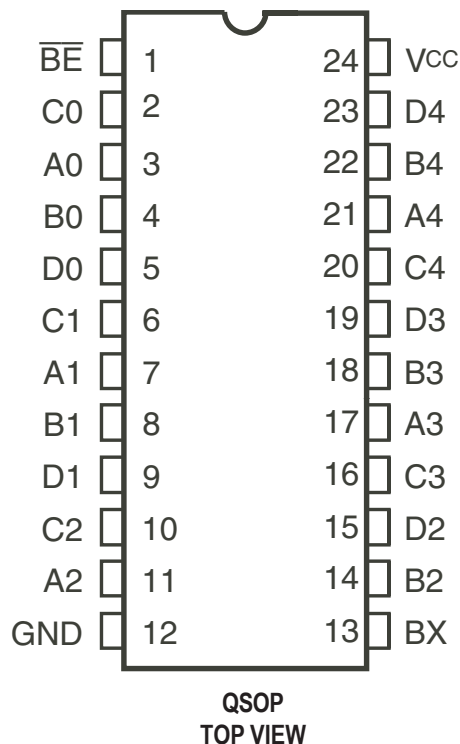 B̅E̅ 1 24 VCC
C0 2 23 D4
A0 3 22 B4
B0 4 21 A4
D0 5 20 C4
C1 6 19 D3
A1 7 18 B3
B1 8 17 A3
D1 9 16 C3
C2 10 15 D2
A2 11 14 B2
GND 12 13 BX
QSOP
TOP VIEW